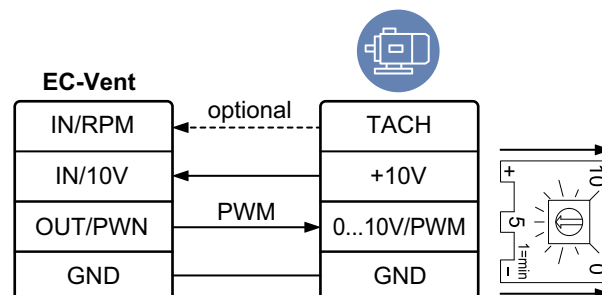 EC-Vent
IN/RPM
optional
TACH
IN/10V
+10V
OUT/PWN
PWM
0...10V/PWM
GND
GND
+
5
-
1=min
10
0